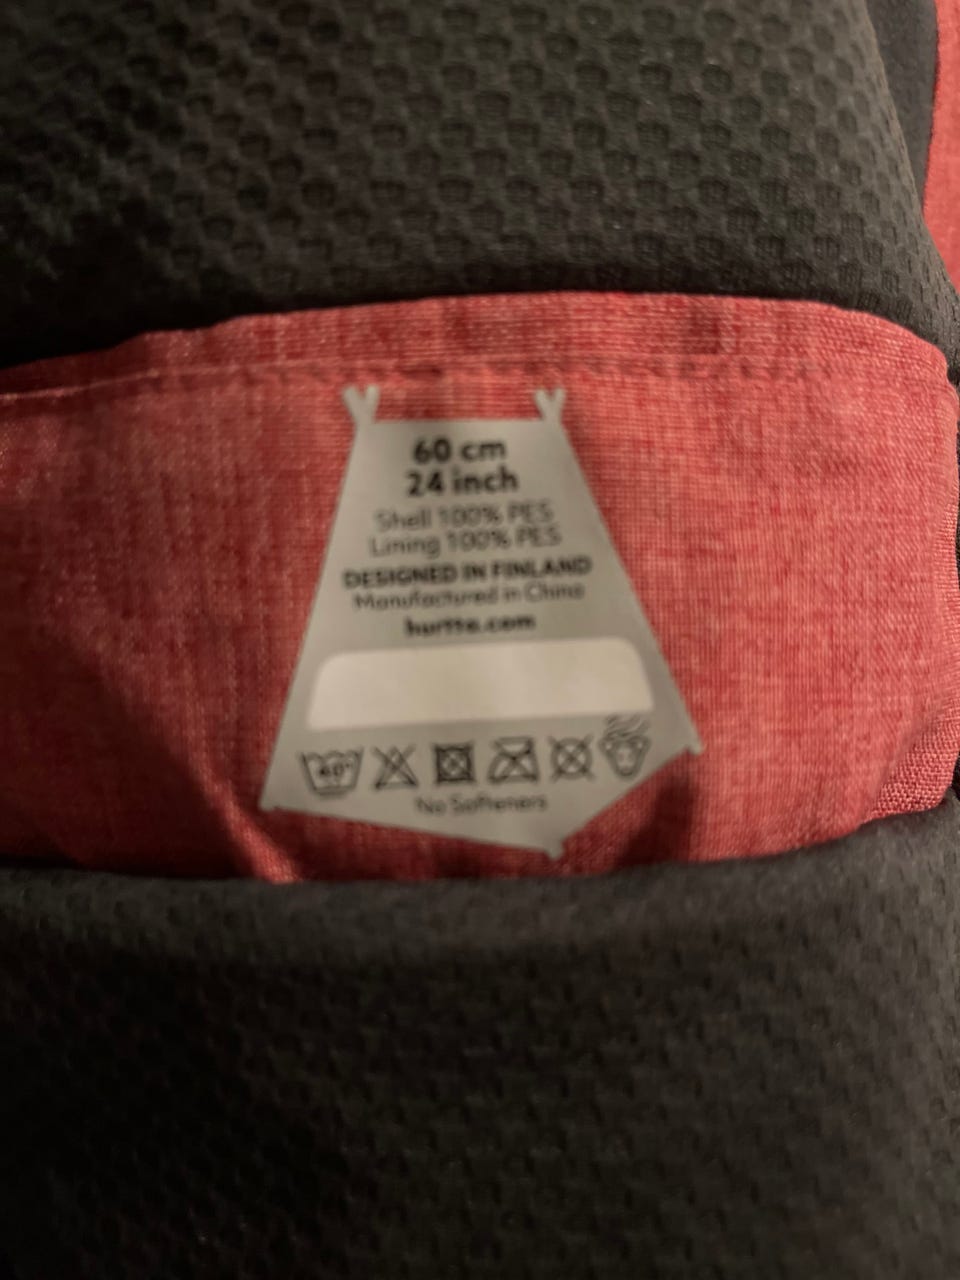 60 cm
24 inch
Shell 100% PES
Lining 100% PES
DESIGNED IN FINLAND
Manufactured in China
hurtta.com
40°
No Softeners